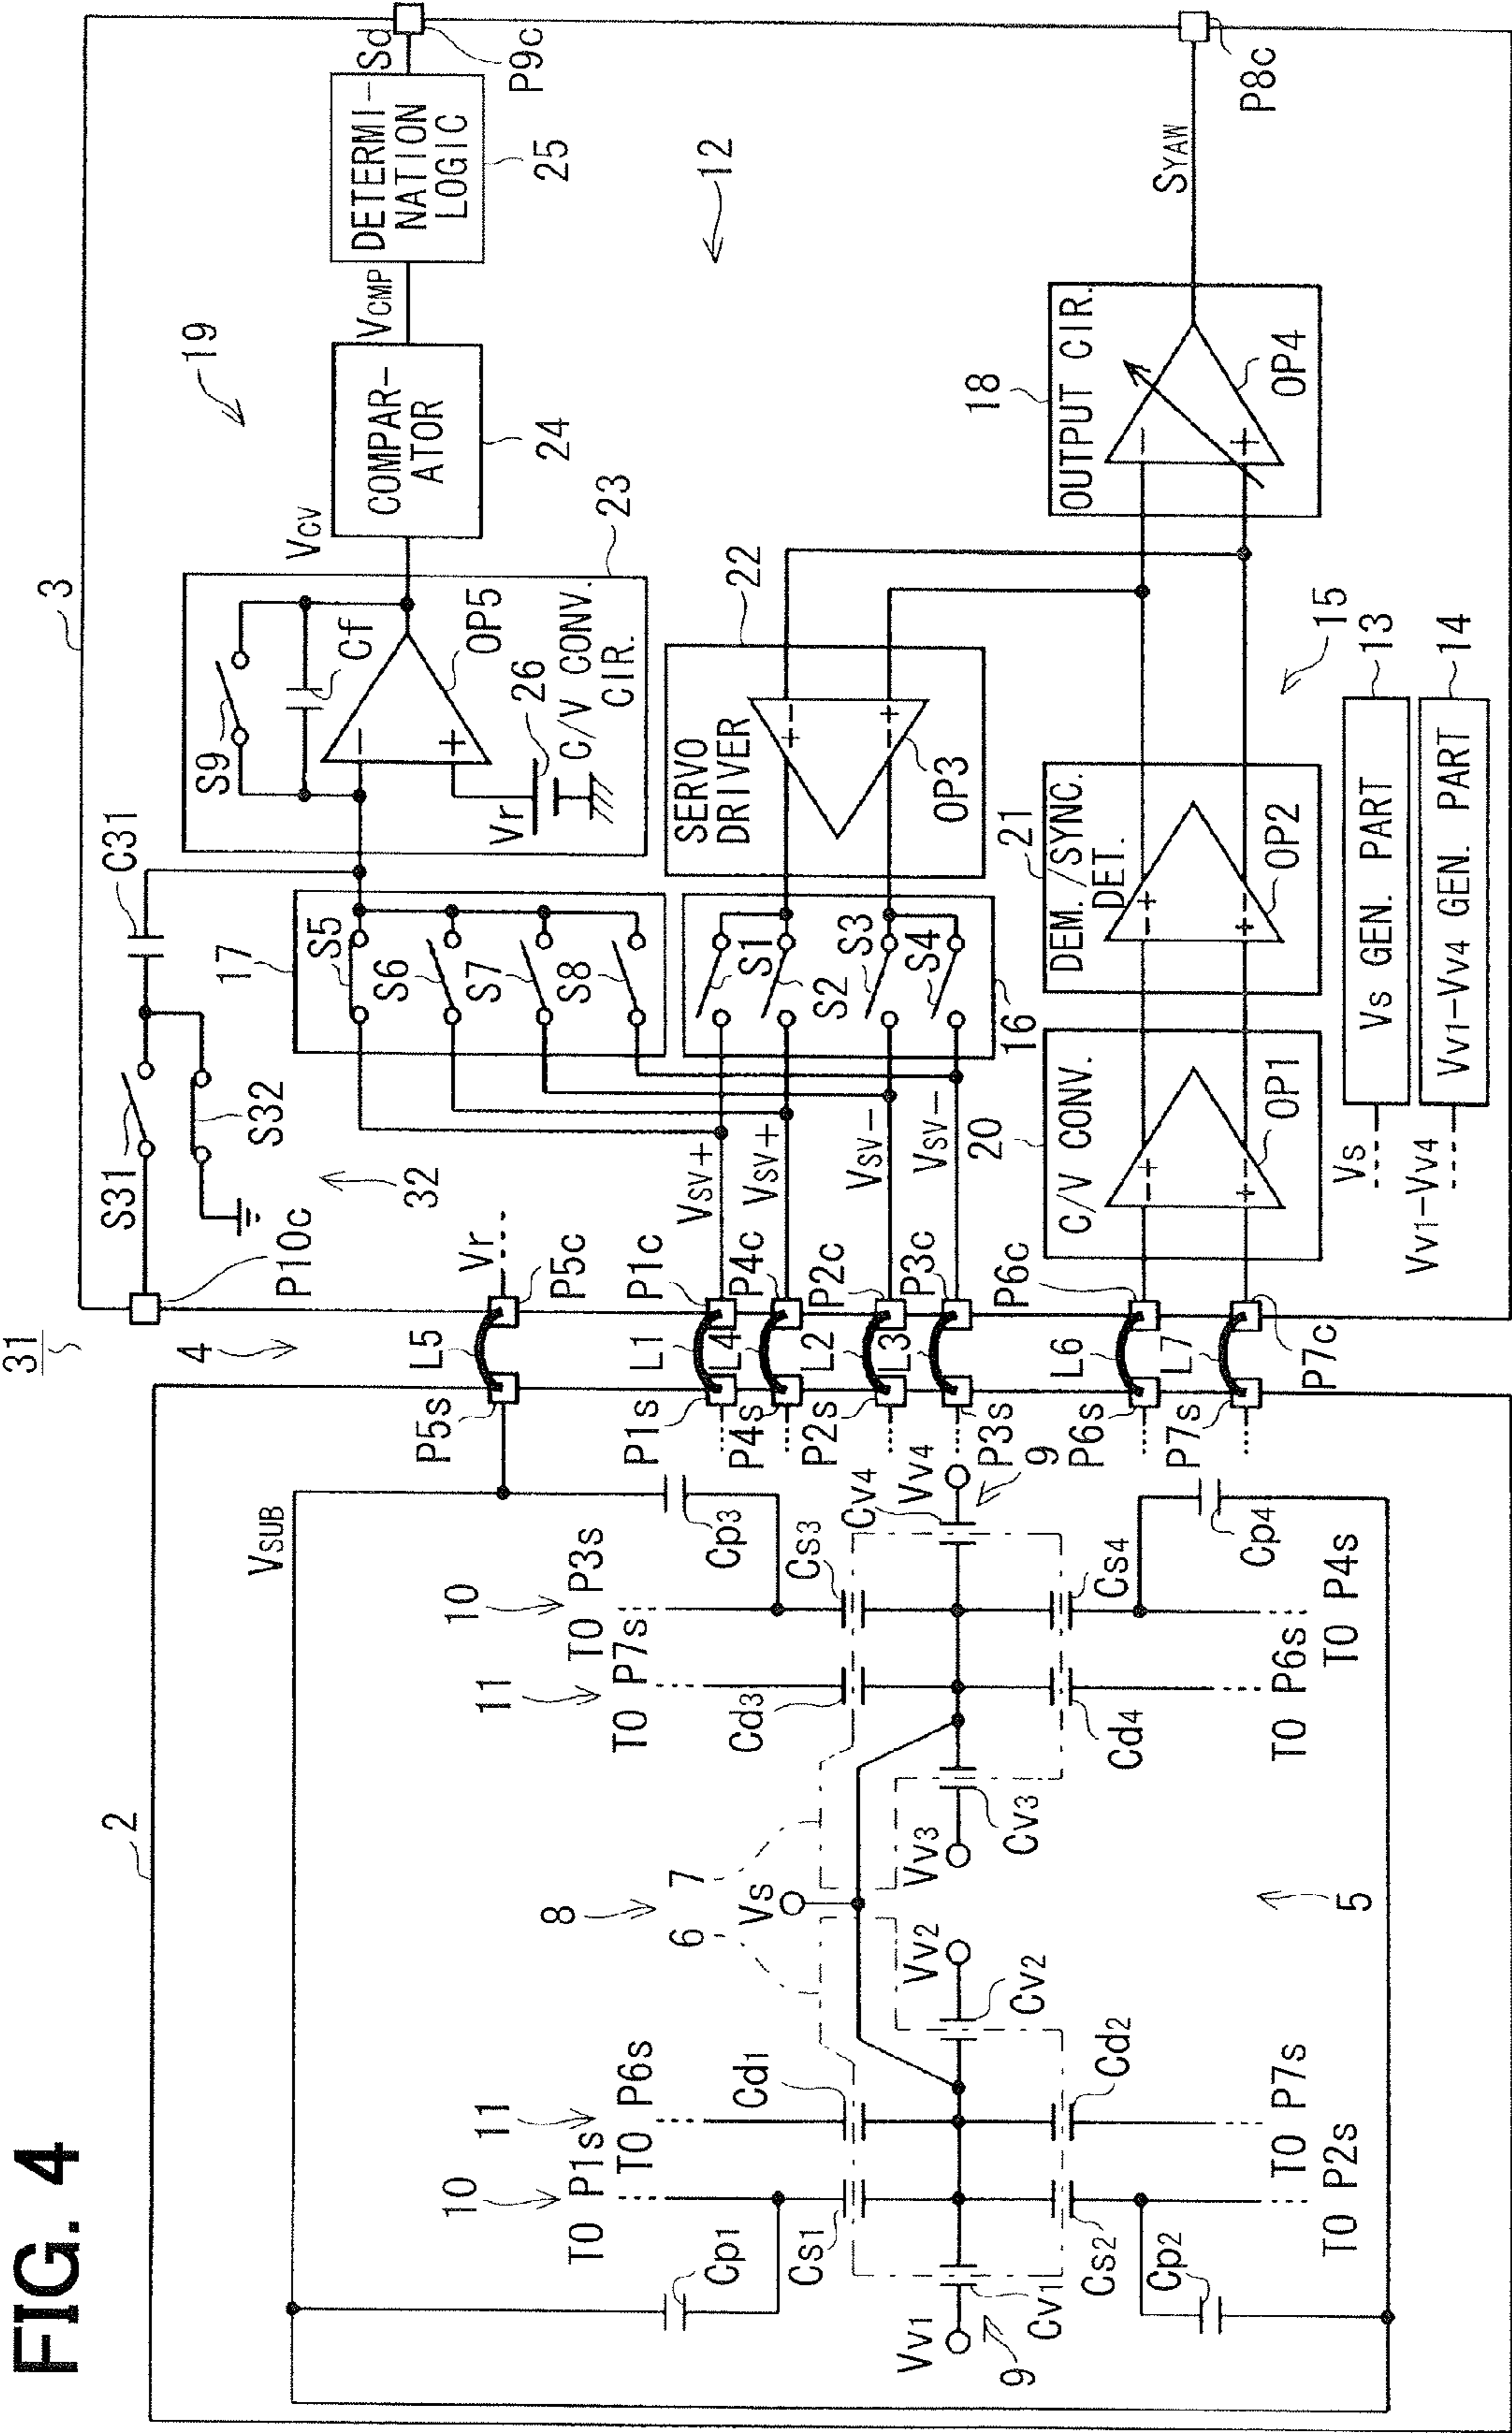 FIG. 4
31
2
3
4
VSUB
Cp1
Cp3
10
TO P1s
11
TO P6s
8
11
TO P7s
10
TO P3s
P5s
L5
P5c
Vr
P10c
S31
S32
32
C31
17
S5
S6
S7
S8
S9
Cf
OP5
Vr
26
C/V CONV.
CIR.
23
VCV
19
COMPAR-
ATOR
24
VCMP
DETERMI-
NATION
LOGIC
25
Sd
P9c
12
Cs1
Cd1
6
7
Vs
Cd3
Cs3
Cv4
Vv4
9
P1s
L1
P1c
P4s
L4
P4c
P2s
L2
P2c
P3s
L3
P3c
VSV+
VSV+
VSV-
VSV-
S1
S2
S3
S4
16
SERVO
DRIVER
OP3
22
Vv1
9
Cv1
Vv2
Cv2
Vv3
Cv3
Cs2
Cd2
Cd4
Cs4
Cp2
Cp4
TO P7s
TO P2s
TO P6s
TO P4s
5
P6s
L6
P6c
P7s
L7
P7c
20
C/V CONV.
OP1
21
DEM./SYNC.
DET.
OP2
15
18
OUTPUT CIR.
OP4
SYAW
P8c
Vs
Vs GEN. PART
13
Vv1-Vv4
Vv1-Vv4 GEN. PART
14